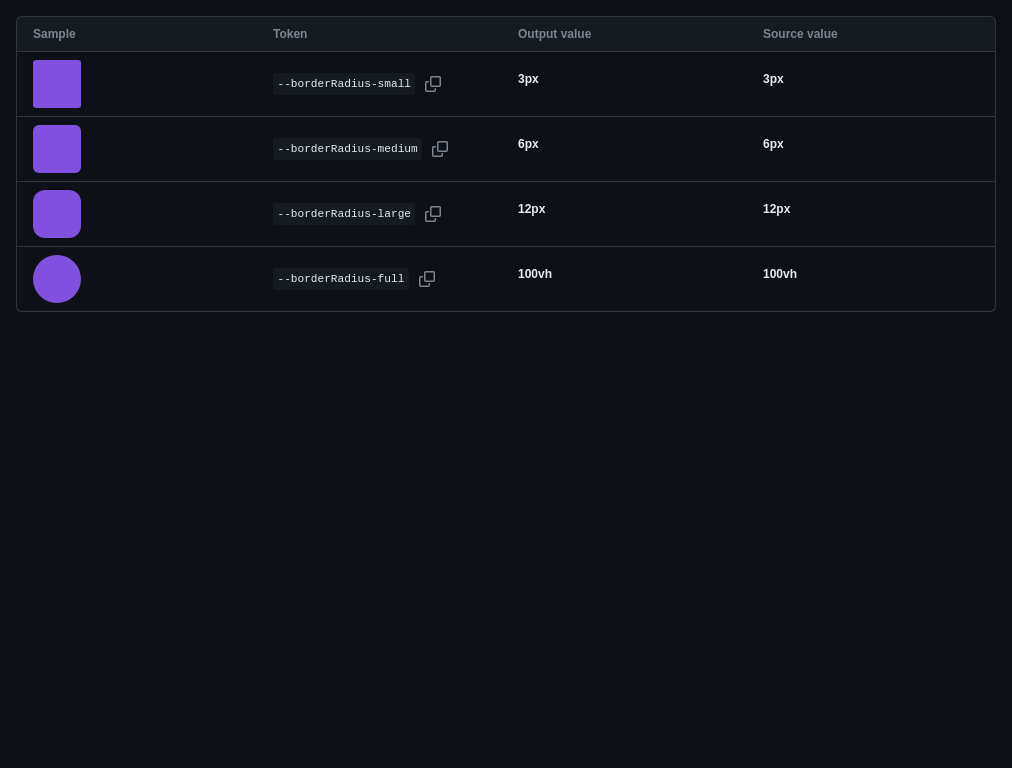 Sample Token Output value Source value
--borderRadius-small 3px 3px
--borderRadius-medium 6px 6px
--borderRadius-large 12px 12px
--borderRadius-full 100vh 100vh